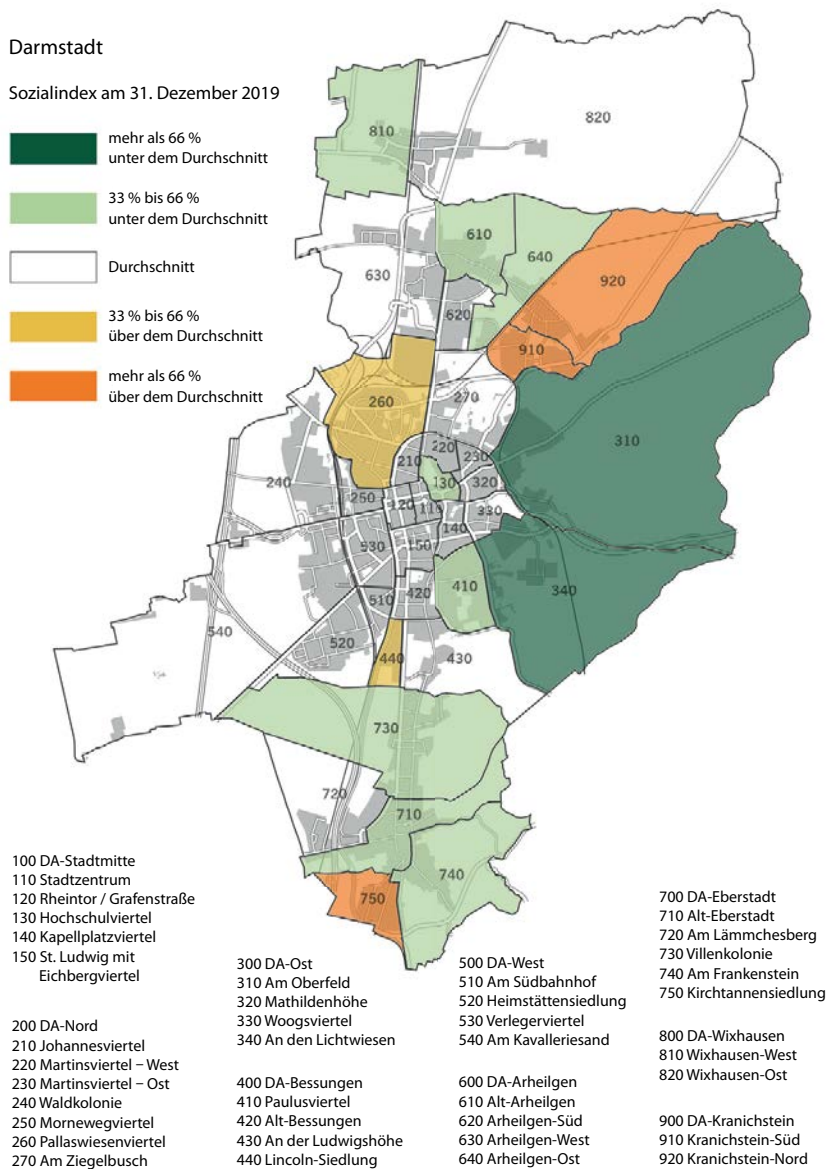 Darmstadt
Sozialindex am 31. Dezember 2019
mehr als 66 %
unter dem Durchschnitt
33 % bis 66 %
unter dem Durchschnitt
Durchschnitt
33 % bis 66 %
über dem Durchschnitt
mehr als 66 %
über dem Durchschnitt
810
820
610
640
630
920
620
910
260
270
310
220
210
230
240
130
320
250
120
110
330
140
530
150
340
410
420
510
540
520
440
430
730
720
710
740
750
100 DA-Stadtmitte
110 Stadtzentrum
120 Rheintor / Grafenstraße
130 Hochschulviertel
140 Kapellplatzviertel
150 St. Ludwig mit
Eichbergviertel
200 DA-Nord
210 Johannesviertel
220 Martinsviertel – West
230 Martinsviertel – Ost
240 Waldkolonie
250 Mornewegviertel
260 Pallaswiesenviertel
270 Am Ziegelbusch
300 DA-Ost
310 Am Oberfeld
320 Mathildenhöhe
330 Woogsviertel
340 An den Lichtwiesen
400 DA-Bessungen
410 Paulusviertel
420 Alt-Bessungen
430 An der Ludwigshöhe
440 Lincoln-Siedlung
500 DA-West
510 Am Südbahnhof
520 Heimstättensiedlung
530 Verlegerviertel
540 Am Kavalleriesand
600 DA-Arheilgen
610 Alt-Arheilgen
620 Arheilgen-Süd
630 Arheilgen-West
640 Arheilgen-Ost
700 DA-Eberstadt
710 Alt-Eberstadt
720 Am Lämmchesberg
730 Villenkolonie
740 Am Frankenstein
750 Kirchtannensiedlung
800 DA-Wixhausen
810 Wixhausen-West
820 Wixhausen-Ost
900 DA-Kranichstein
910 Kranichstein-Süd
920 Kranichstein-Nord